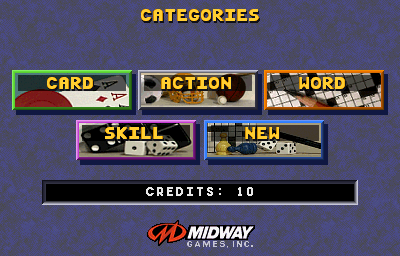 CATEGORIES
CARD ACTION WORD
SKILL NEW
CREDITS: 10
MIDWAY
GAMES, INC.